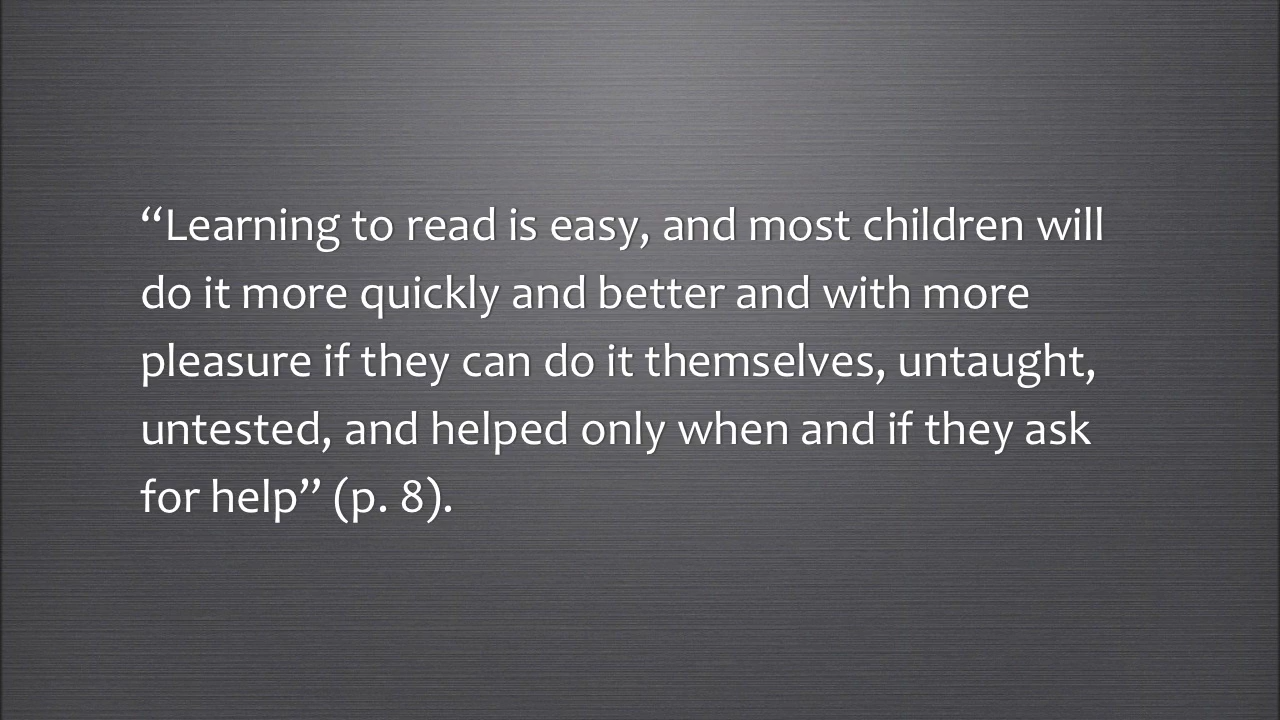 “Learning to read is easy, and most children will
do it more quickly and better and with more
pleasure if they can do it themselves, untaught,
untested, and helped only when and if they ask
for help” (p. 8).